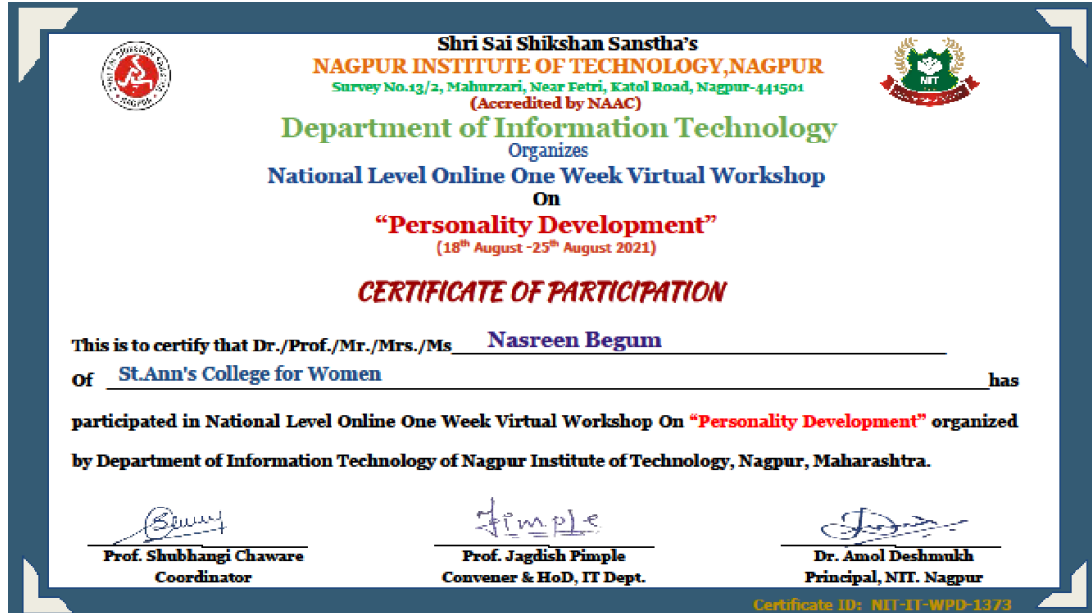 Shri Sai Shikshan Sanstha's
NAGPUR INSTITUTE OF TECHNOLOGY,NAGPUR
Survey No.13/2, Mahurzari, Near Fetri, Katol Road, Nagpur-441501
(Accredited by NAAC)
NIT
NAGPUR
Department of Information Technology
Organizes
National Level Online One Week Virtual Workshop
On
“Personality Development”
(18th August -25th August 2021)
CERTIFICATE OF PARTICIPATION
This is to certify that Dr./Prof./Mr./Mrs./Ms Nasreen Begum
Of St.Ann's College for Women has
participated in National Level Online One Week Virtual Workshop On “Personality Development” organized
by Department of Information Technology of Nagpur Institute of Technology, Nagpur, Maharashtra.
Pimple
Prof. Shubhangi Chaware Prof. Jagdish Pimple Dr. Amol Deshmukh
Coordinator Convener & HoD, IT Dept. Principal, NIT. Nagpur
Certificate ID: NIT-IT-WPD-1373